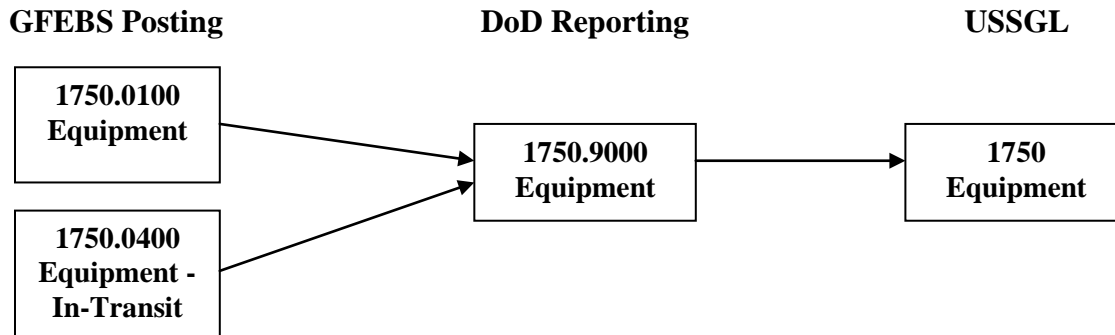 GFEBS Posting
DoD Reporting
USSGL
1750.0100
Equipment
1750.0400
Equipment -
In-Transit
1750.9000
Equipment
1750
Equipment